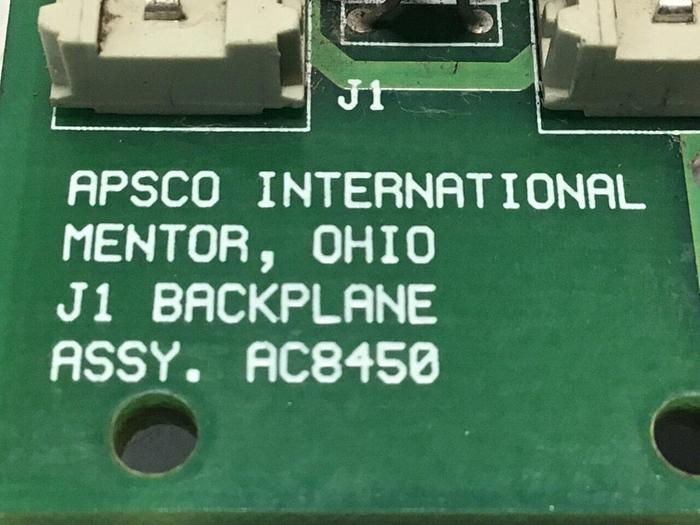 J1
APSCO INTERNATIONAL
MENTOR, OHIO
J1 BACKPLANE
ASSY. AC8450